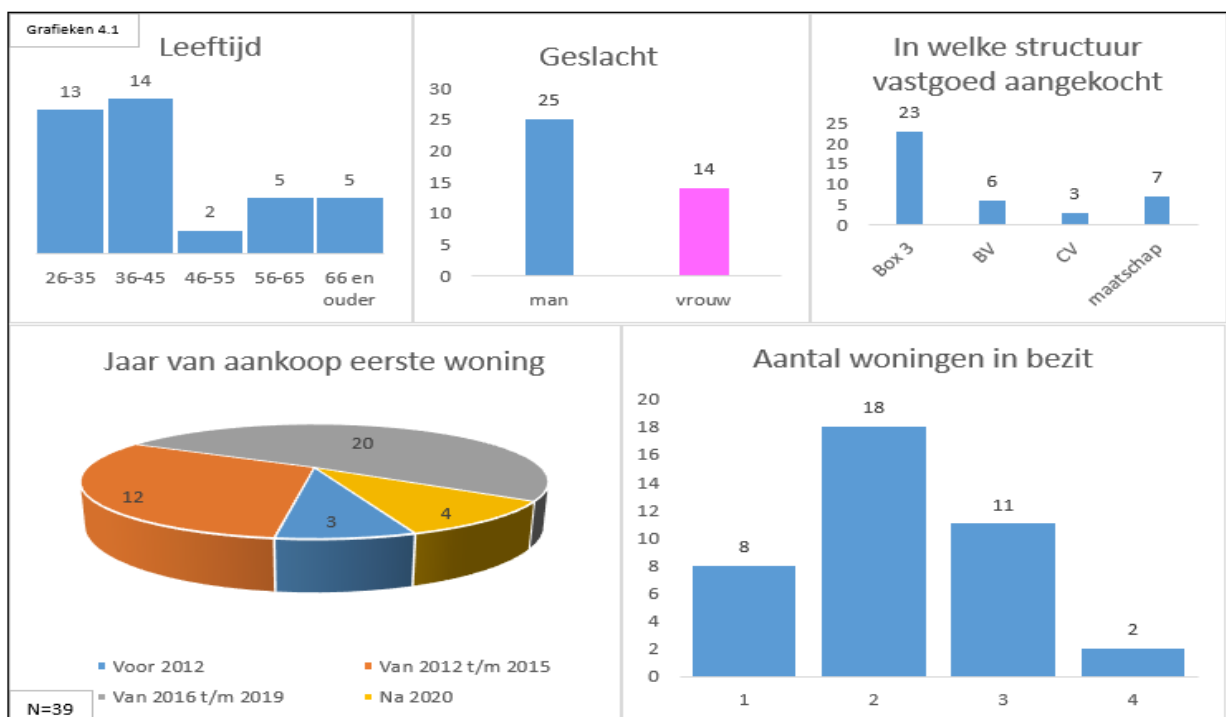 Grafieken 4.1
Leeftijd
13
14
2
5
5
26-35
36-45
46-55
56-65
66 en
ouder
Geslacht
30
25
20
15
10
5
0
25
14
man
vrouw
In welke structuur
vastgoed aangekocht
25
20
15
10
5
0
23
6
3
7
Box 3
BV
CV
maatschap
Jaar van aankoop eerste woning
20
12
3
4
Voor 2012
Van 2012 t/m 2015
Van 2016 t/m 2019
Na 2020
N=39
Aantal woningen in bezit
20
18
16
14
12
10
8
6
4
2
0
8
18
11
2
1
2
3
4